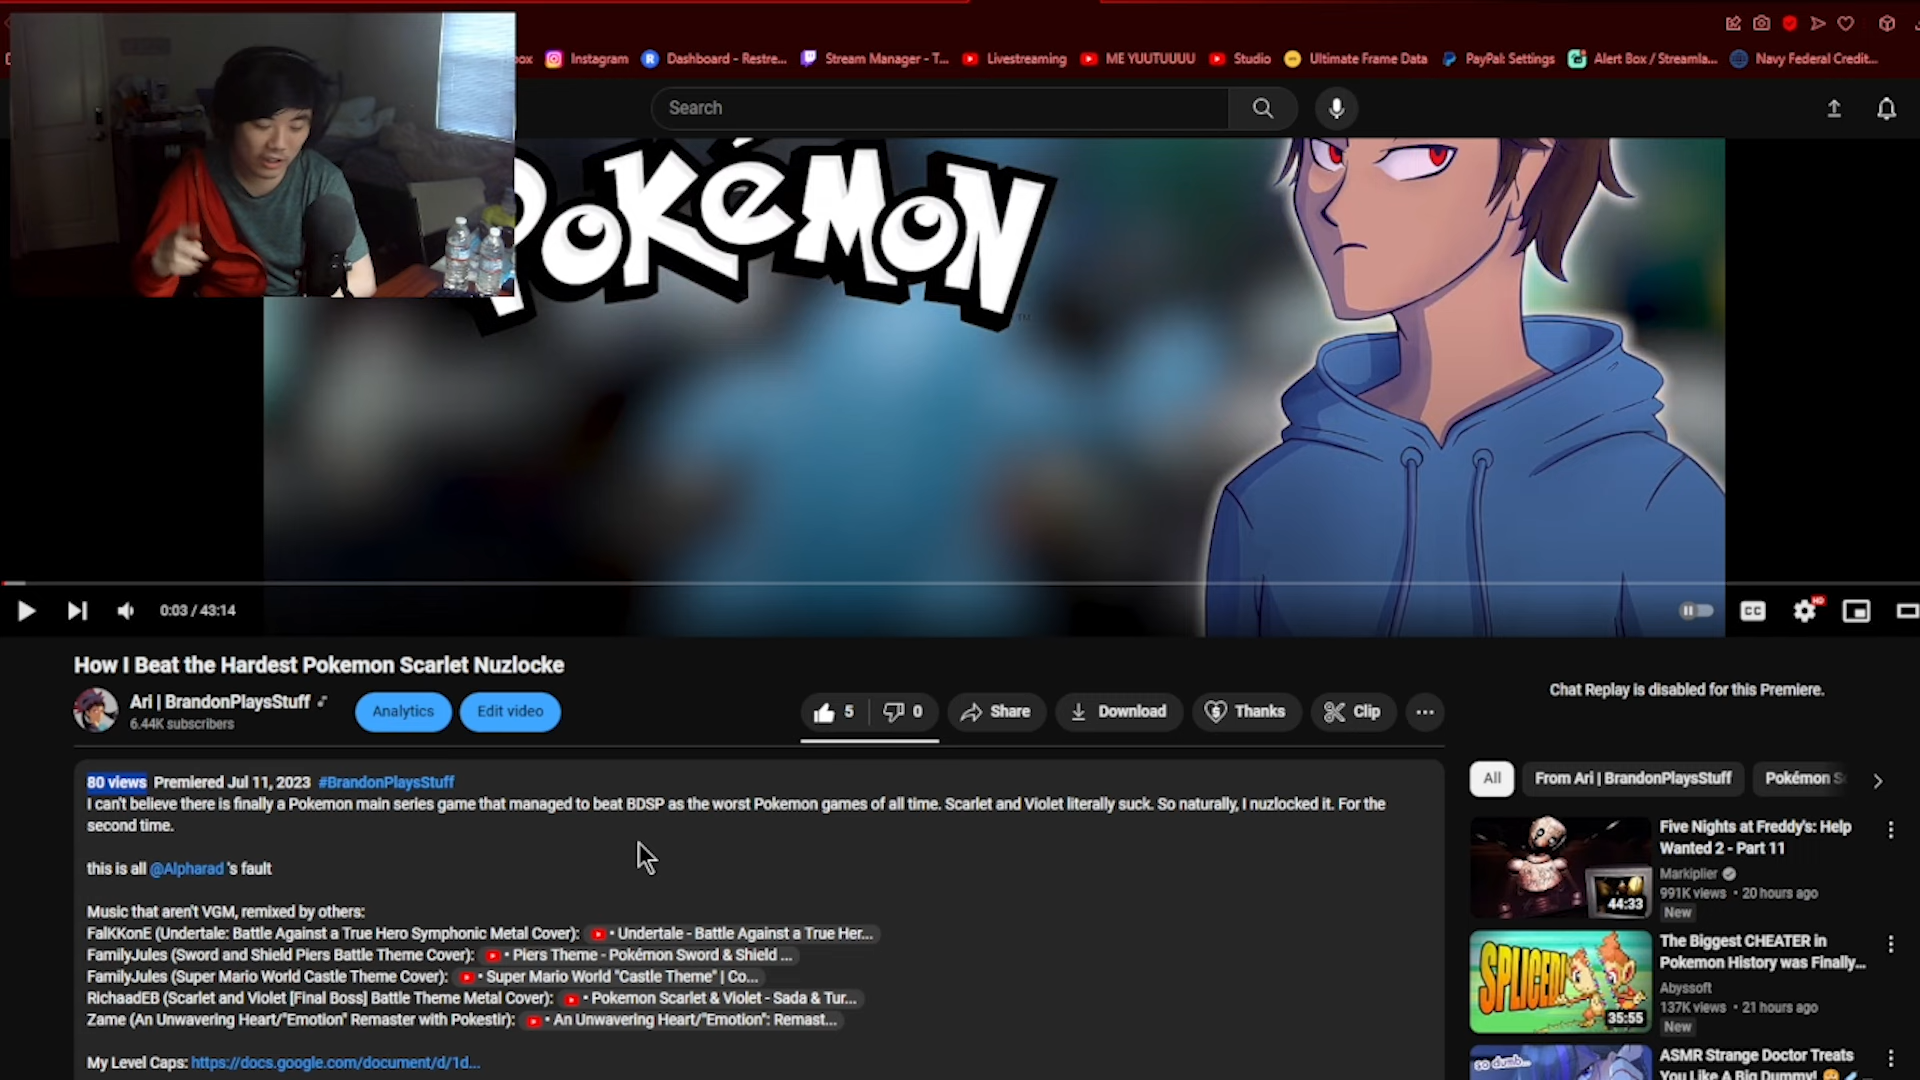 ox Instagram Dashboard - Restre... Stream Manager - T... Livestreaming ME YUUTUUUU Studio Ultimate Frame Data PayPal: Settings Alert Box / Streamla... Navy Federal Credit...
Search
POKéMON
TM
0:03 / 43:14
HD
CC
How I Beat the Hardest Pokemon Scarlet Nuzlocke
Ari | BrandonPlaysStuff
6.44K subscribers
Analytics
Edit video
5
0
Share
Download
Thanks
Clip
80 views Premiered Jul 11, 2023 #BrandonPlaysStuff
I can't believe there is finally a Pokemon main series game that managed to beat BDSP as the worst Pokemon games of all time. Scarlet and Violet literally suck. So naturally, I nuzlocked it. For the
second time.
this is all @Alpharad 's fault
Music that aren't VGM, remixed by others:
FalKKonE (Undertale: Battle Against a True Hero Symphonic Metal Cover): • Undertale - Battle Against a True Her...
FamilyJules (Sword and Shield Piers Battle Theme Cover): • Piers Theme - Pokémon Sword & Shield ...
FamilyJules (Super Mario World Castle Theme Cover): • Super Mario World "Castle Theme" | Co...
RichaadEB (Scarlet and Violet [Final Boss] Battle Theme Metal Cover): • Pokemon Scarlet & Violet - Sada & Tur...
Zame (An Unwavering Heart/"Emotion" Remaster with Pokestir): • An Unwavering Heart/"Emotion": Remast...
My Level Caps: https://docs.google.com/document/d/1d...
Chat Replay is disabled for this Premiere.
All
From Ari | BrandonPlaysStuff
Pokémon S
44:33
Five Nights at Freddy's: Help
Wanted 2 - Part 11
Markiplier
991K views • 20 hours ago
New
SPLICED!
35:55
The Biggest CHEATER in
Pokemon History was Finally...
Abyssoft
137K views • 21 hours ago
New
so dumb...
ASMR Strange Doctor Treats
You Like A Big Dummy!